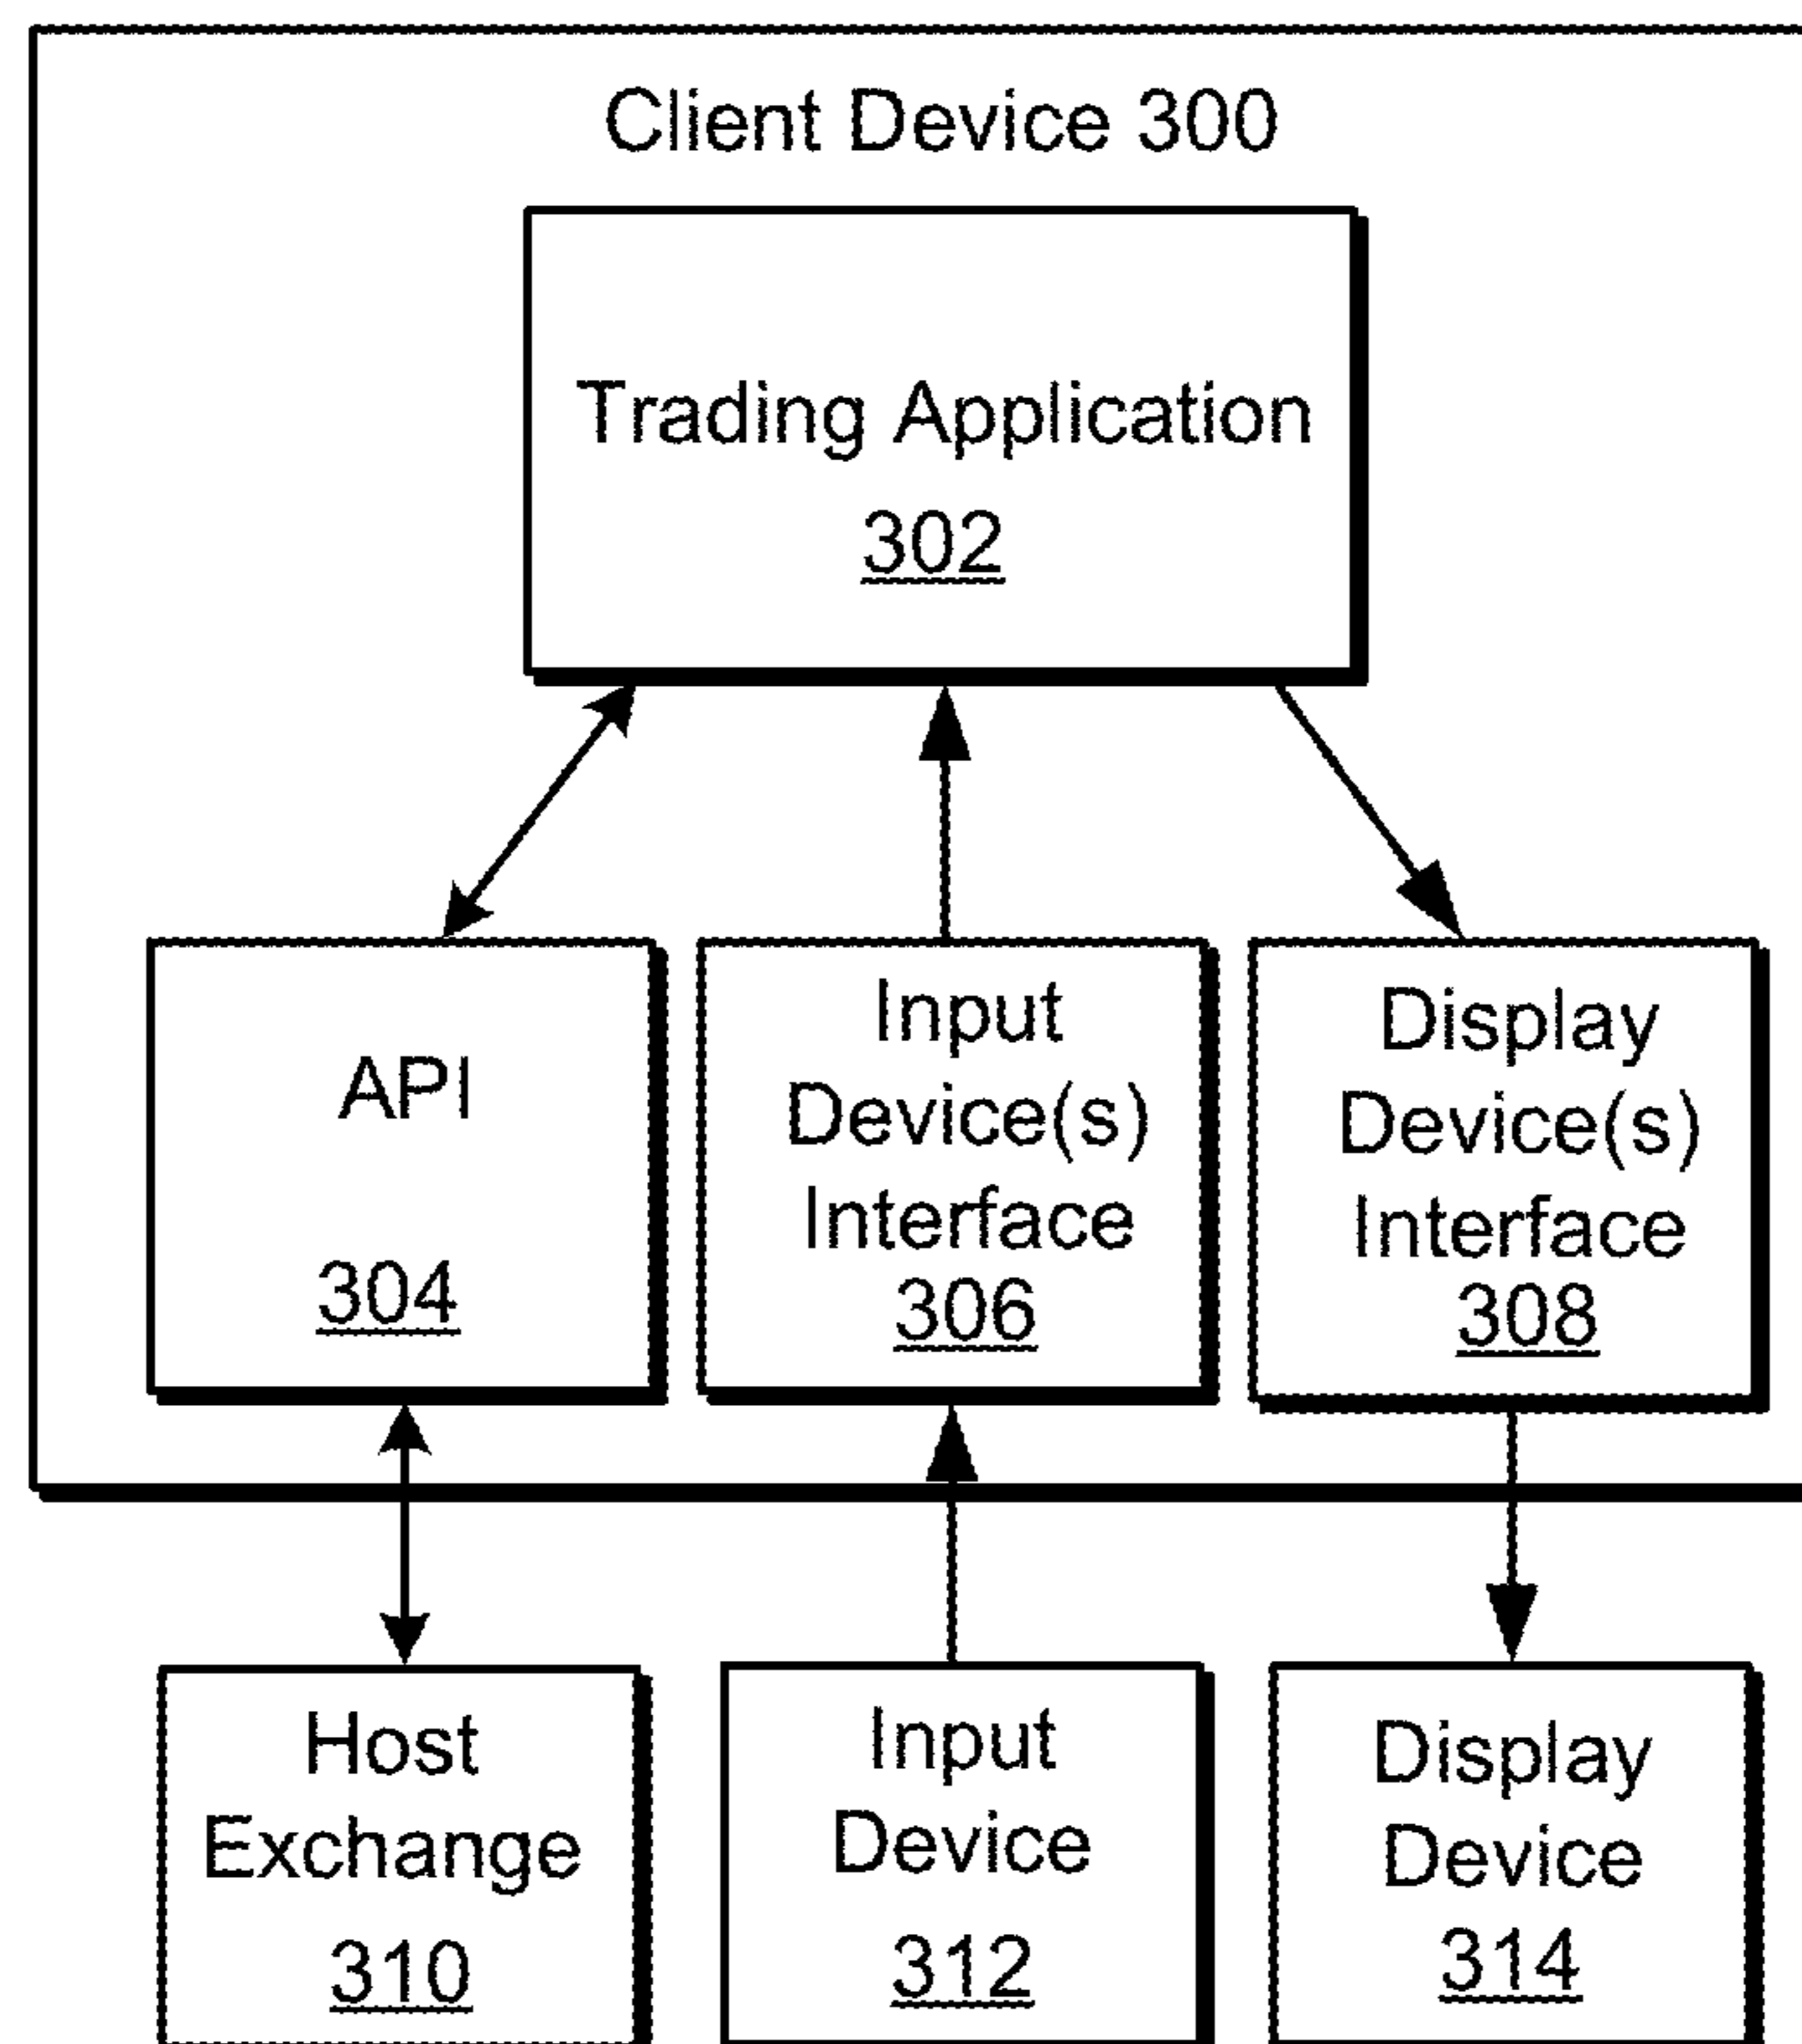 Client Device 300
Trading Application
302
API
304
Input
Device(s)
Interface
306
Display
Device(s)
Interface
308
Host
Exchange
310
Input
Device
312
Display
Device
314